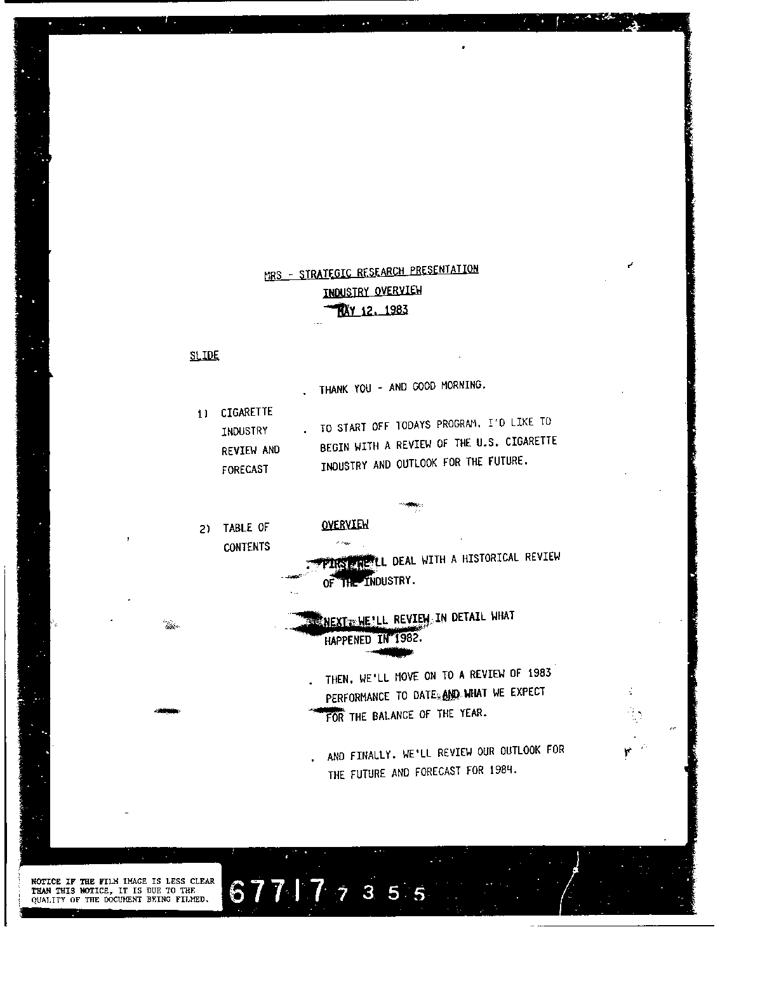 MRS - STRATEGIC RESEARCH PRESENTATION
INDUSTRY OVERVIEW
MAY 12, 1983
SLIDE
. THANK YOU - AND GOOD MORNING.
1) CIGARETTE
INDUSTRY
REVIEW AND
FORECAST
. TO START OFF TODAYS PROGRAM, I'D LIKE TO
BEGIN WITH A REVIEW OF THE U.S. CIGARETTE
INDUSTRY AND OUTLOOK FOR THE FUTURE.
2) TABLE OF
CONTENTS
OVERVIEW
. FIRST WE'LL DEAL WITH A HISTORICAL REVIEW
OF THE INDUSTRY.
NEXT, WE'LL REVIEW IN DETAIL WHAT
HAPPENED IN 1982.
. THEN, WE'LL MOVE ON TO A REVIEW OF 1983
PERFORMANCE TO DATE, AND WHAT WE EXPECT
FOR THE BALANCE OF THE YEAR.
. AND FINALLY, WE'LL REVIEW OUR OUTLOOK FOR
THE FUTURE AND FORECAST FOR 1984.
NOTICE IF THE FILM IMAGE IS LESS CLEAR
THAN THIS NOTICE, IT IS DUE TO THE
QUALITY OF THE DOCUMENT BEING FILMED.
67717 7355